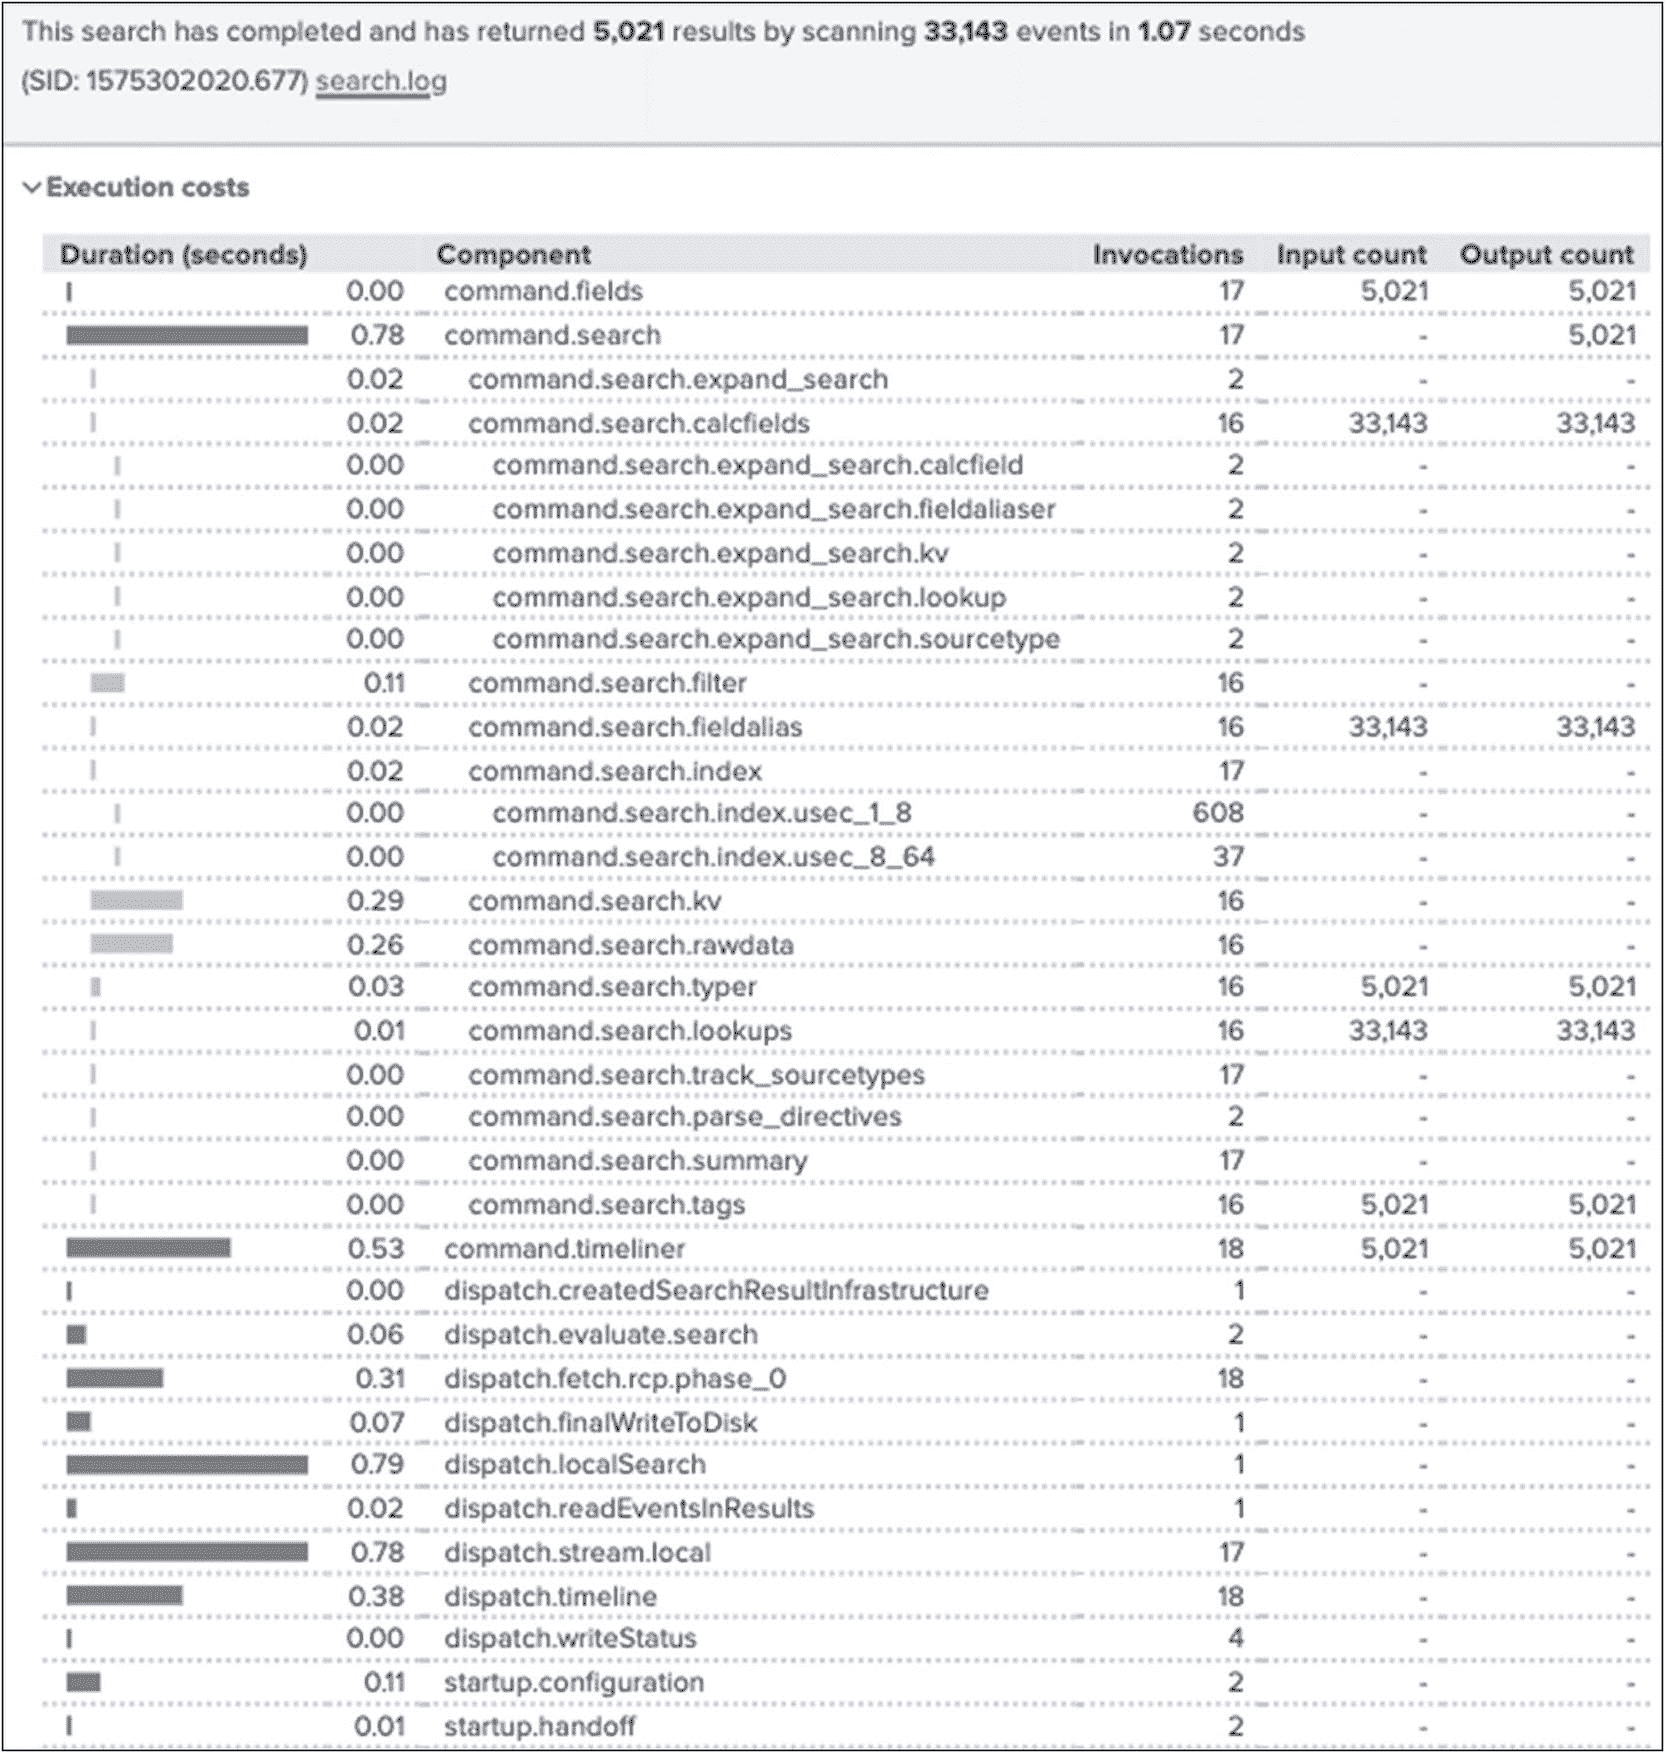 This search has completed and has returned 5,021 results by scanning 33,143 events in 1.07 seconds
(SID: 1575302020.677) search.log
Execution costs
Duration (seconds) Component Invocations Input count Output count
0.00 command.fields 17 5,021 5,021
0.78 command.search 17 - 5,021
0.02 command.search.expand_search 2 - -
0.02 command.search.calcfields 16 33,143 33,143
0.00 command.search.expand_search.calcfield 2 - -
0.00 command.search.expand_search.fieldaliaser 2 - -
0.00 command.search.expand_search.kv 2 - -
0.00 command.search.expand_search.lookup 2 - -
0.00 command.search.expand_search.sourcetype 2 - -
0.11 command.search.filter 16 - -
0.02 command.search.fieldalias 16 33,143 33,143
0.02 command.search.index 17 - -
0.00 command.search.index.usec_1_8 608 - -
0.00 command.search.index.usec_8_64 37 - -
0.29 command.search.kv 16 - -
0.26 command.search.rawdata 16 - -
0.03 command.search.typer 16 5,021 5,021
0.01 command.search.lookups 16 33,143 33,143
0.00 command.search.track_sourcetypes 17 - -
0.00 command.search.parse_directives 2 - -
0.00 command.search.summary 17 - -
0.00 command.search.tags 16 5,021 5,021
0.53 command.timeliner 18 5,021 5,021
0.00 dispatch.createdSearchResultInfrastructure 1 - -
0.06 dispatch.evaluate.search 2 - -
0.31 dispatch.fetch.rcp.phase_0 18 - -
0.07 dispatch.finalWriteToDisk 1 - -
0.79 dispatch.localSearch 1 - -
0.02 dispatch.readEventsInResults 1 - -
0.78 dispatch.stream.local 17 - -
0.38 dispatch.timeline 18 - -
0.00 dispatch.writeStatus 4 - -
0.11 startup.configuration 2 - -
0.01 startup.handoff 2 - -